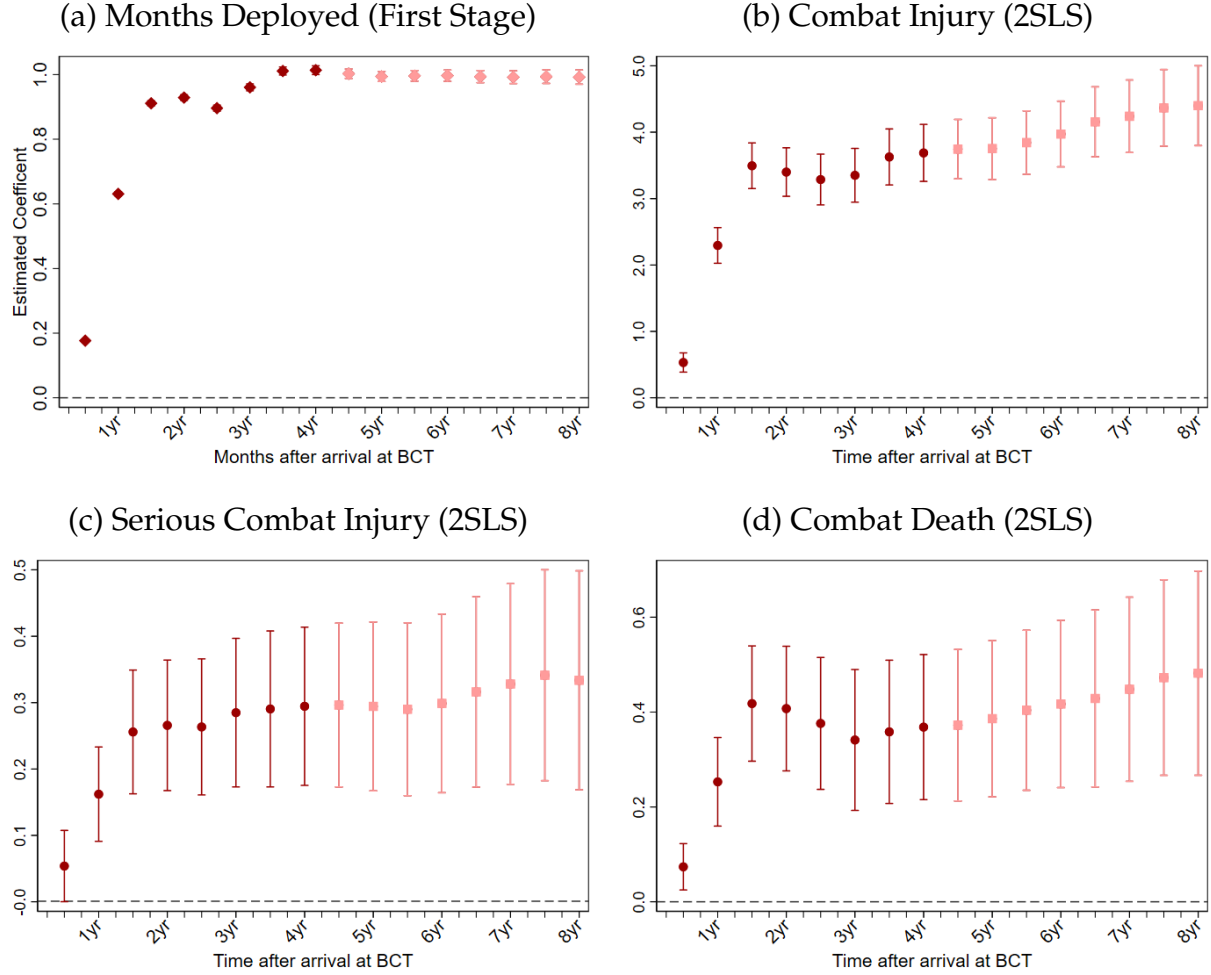 (a) Months Deployed (First Stage)
Estimated Coefficent
0.0 0.2 0.4 0.6 0.8 1.0
1yr 2yr 3yr 4yr 5yr 6yr 7yr 8yr
Months after arrival at BCT
(b) Combat Injury (2SLS)
0.0 1.0 2.0 3.0 4.0 5.0
1yr 2yr 3yr 4yr 5yr 6yr 7yr 8yr
Time after arrival at BCT
(c) Serious Combat Injury (2SLS)
-0.0 0.1 0.2 0.3 0.4 0.5
1yr 2yr 3yr 4yr 5yr 6yr 7yr 8yr
Time after arrival at BCT
(d) Combat Death (2SLS)
0.0 0.2 0.4 0.6
1yr 2yr 3yr 4yr 5yr 6yr 7yr 8yr
Time after arrival at BCT